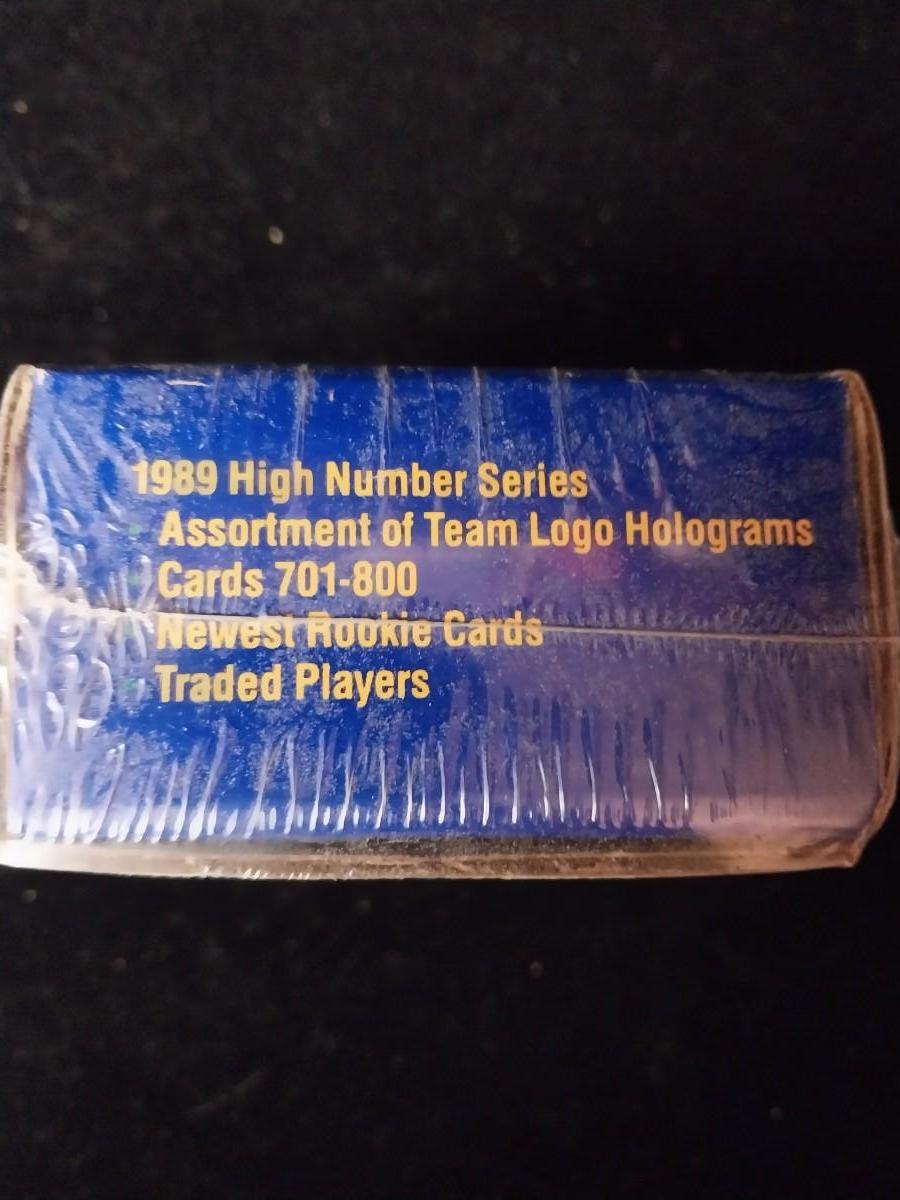 1989 High Number Series
Assortment of Team Logo Holograms
Cards 701-800
Newest Rookie Cards
Traded Players